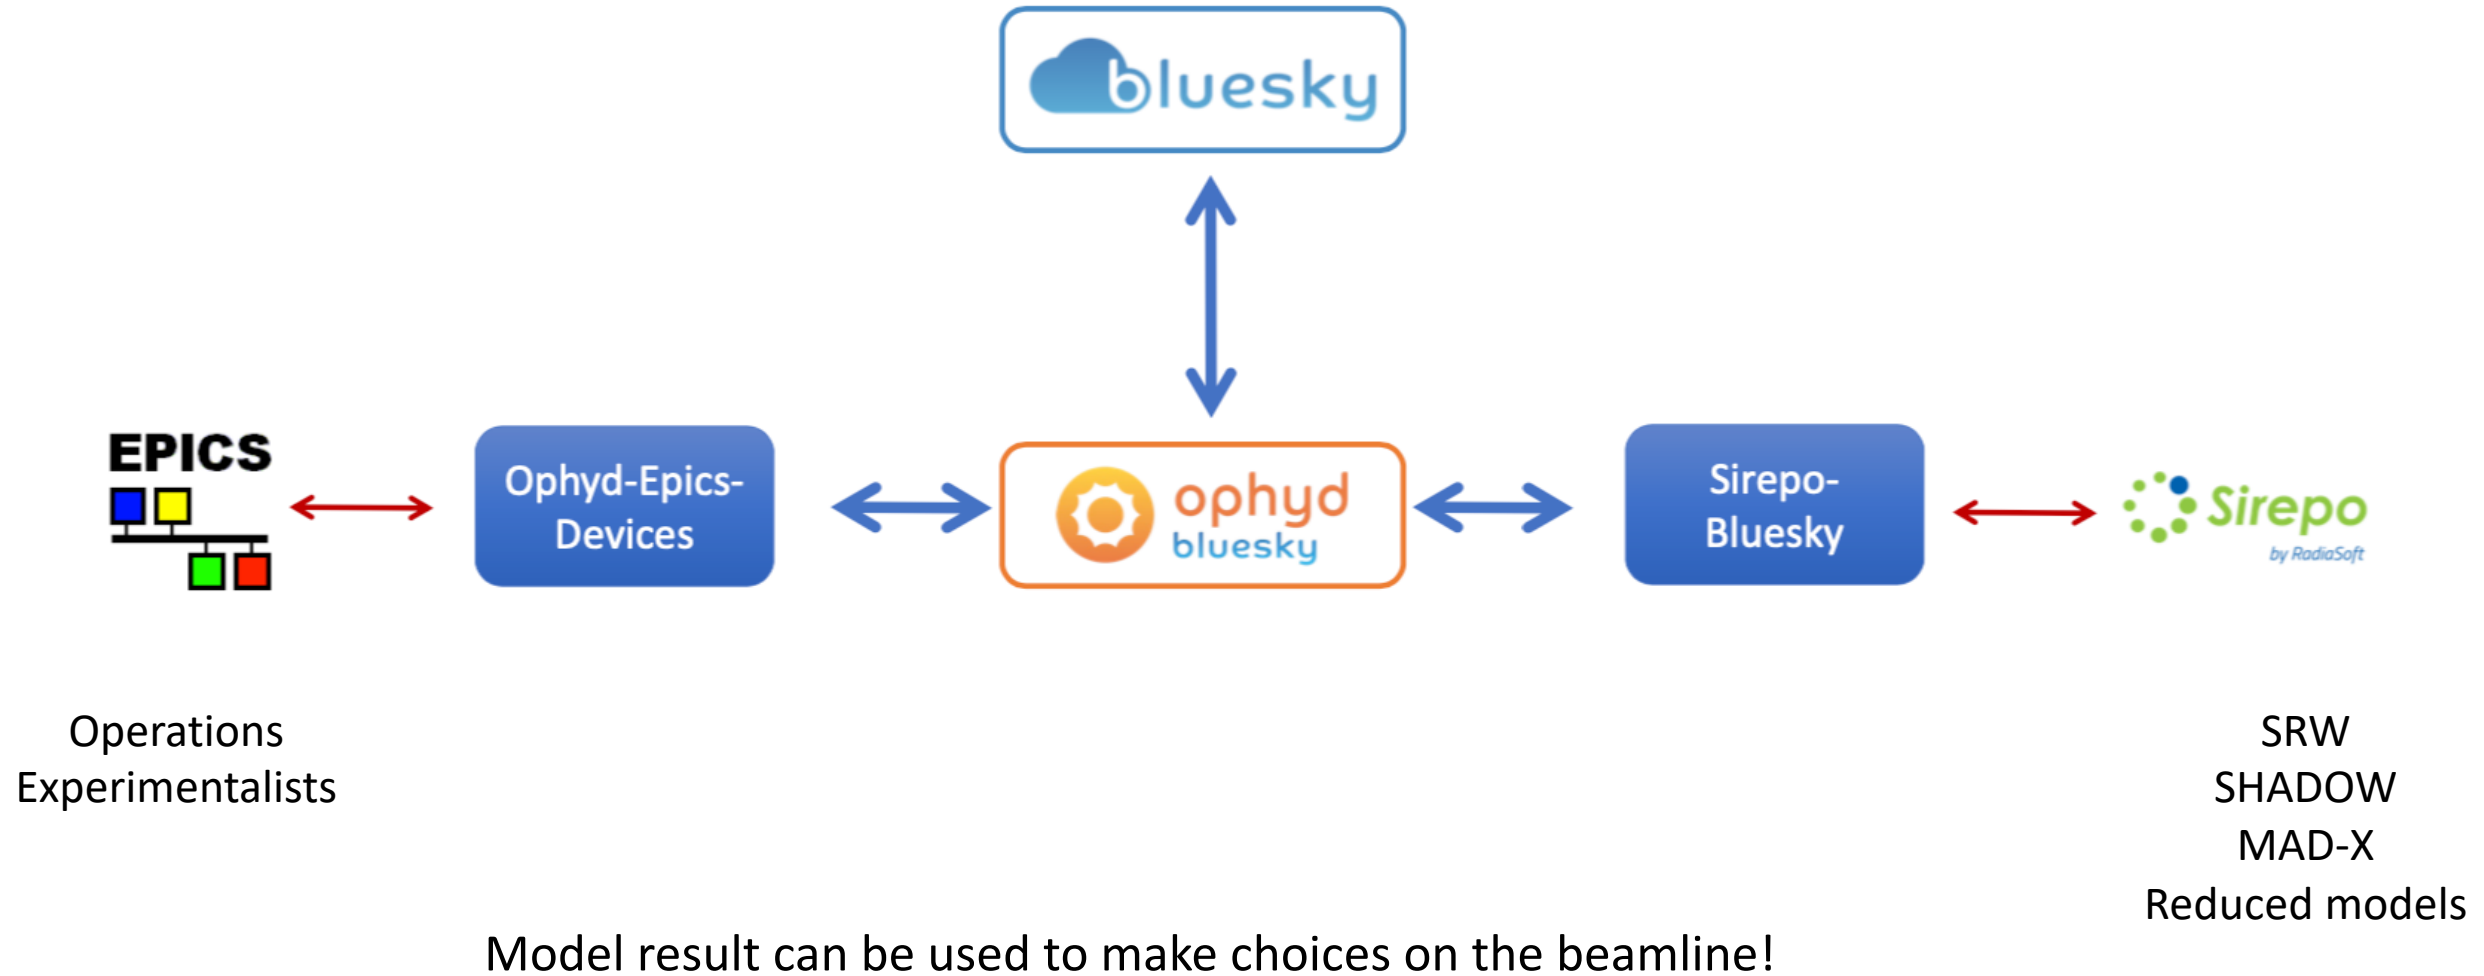 bluesky
EPICS
Ophyd-Epics-
Devices
ophyd
bluesky
Sirepo-
Bluesky
Sirepo
by RadiaSoft
Operations
Experimentalists
SRW
SHADOW
MAD-X
Reduced models
Model result can be used to make choices on the beamline!